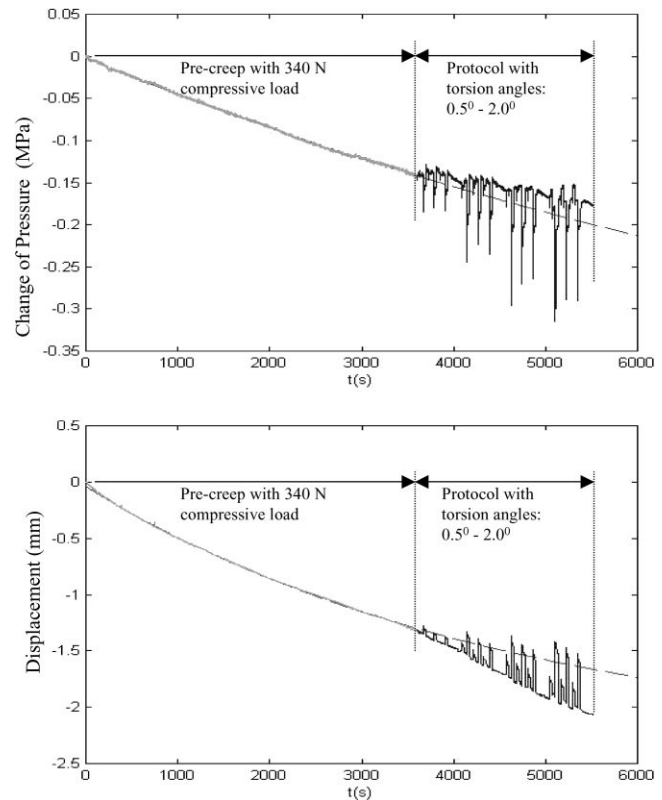 0
-0.05
-0.1
-0.15
-0.2
-0.25
-0.3
-0.35
Change of Pressure (MPa)
Pre-creep with 340 N
compressive load
Protocol with
torsion angles:
0.5⁰ - 2.0⁰
0 1000 2000 3000 4000 5000 6000
t(s)
0.5
0
-0.5
-1
-1.5
-2
-2.5
Displacement (mm)
Pre-creep with 340 N
compressive load
Protocol with
torsion angles:
0.5⁰ - 2.0⁰
0 1000 2000 3000 4000 5000 6000
t(s)